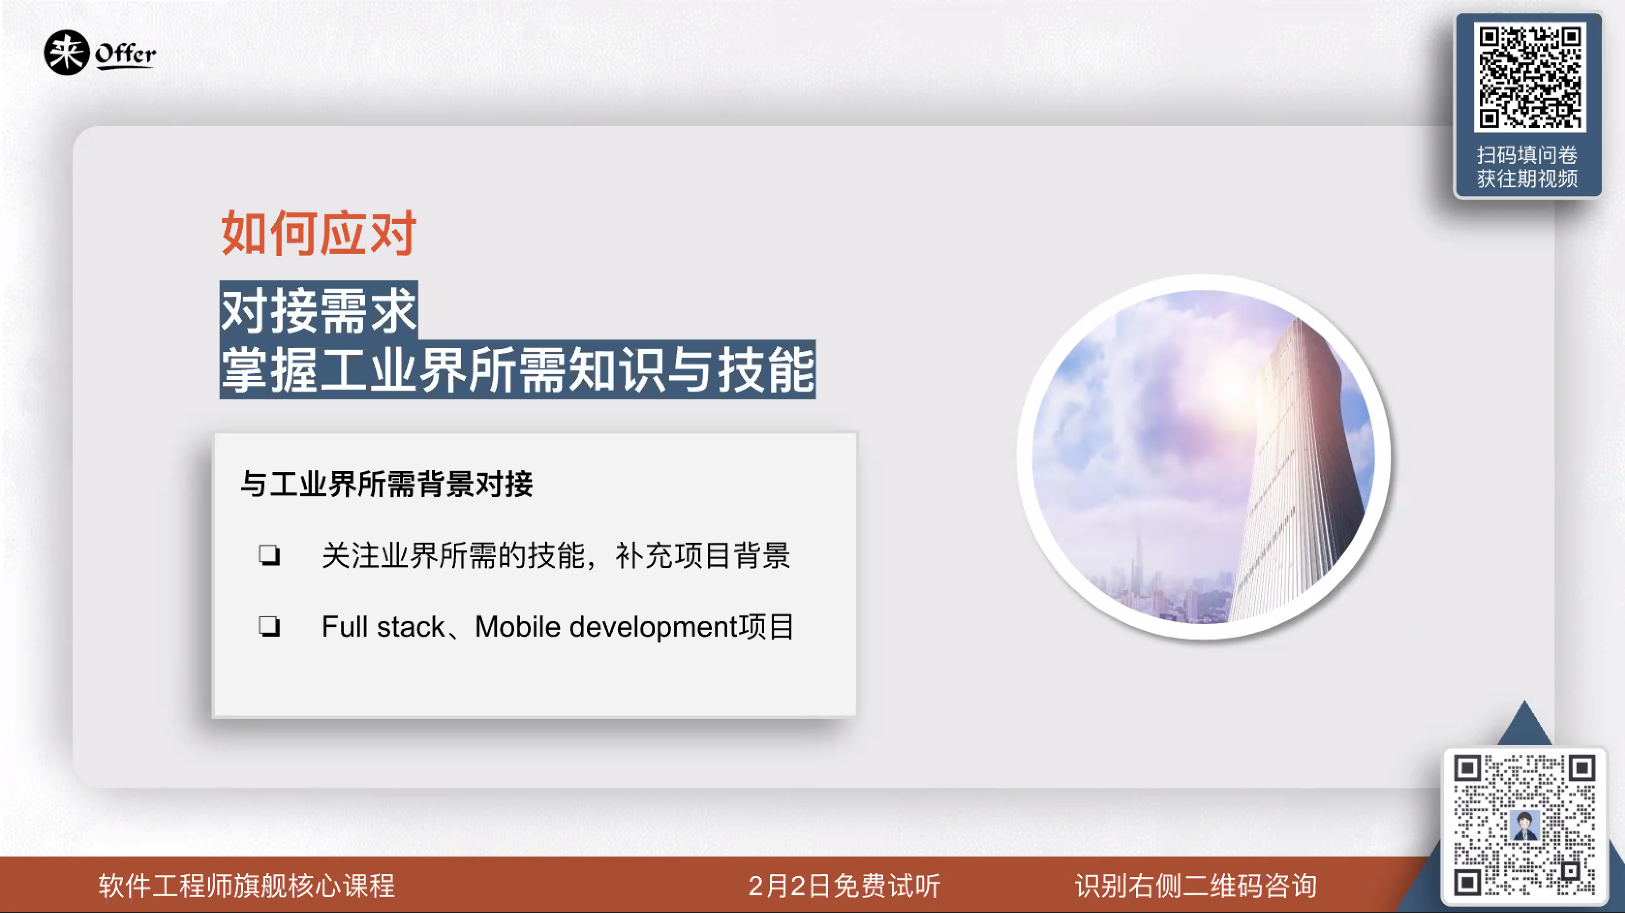 来Offer
扫码填问卷
获往期视频
如何应对
对接需求
掌握工业界所需知识与技能
与工业界所需背景对接
❏ 关注业界所需的技能，补充项目背景
❏ Full stack、Mobile development项目
软件工程师旗舰核心课程
2月2日免费试听
识别右侧二维码咨询